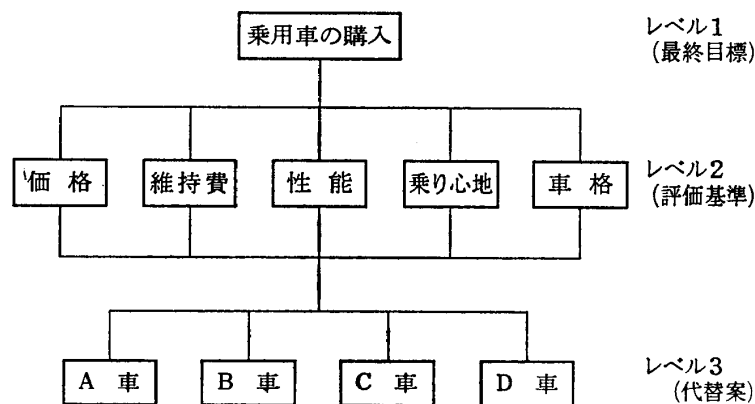 乗用車の購入
レベル1
(最終目標)
価格
維持費
性能
乗り心地
車格
レベル2
(評価基準)
A車
B車
C車
D車
レベル3
(代替案)